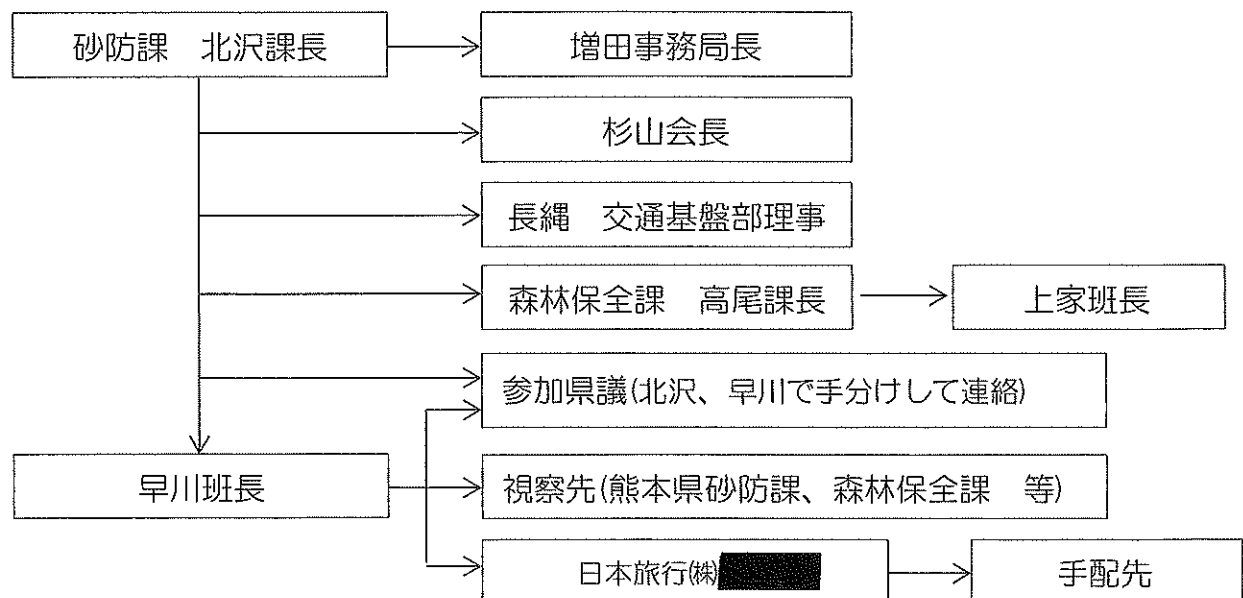 砂防課　北沢課長
増田事務局長
杉山会長
長縄　交通基盤部理事
森林保全課　高尾課長
上家班長
参加県議(北沢、早川で手分けして連絡)
早川班長
視察先(熊本県砂防課、森林保全課　等)
日本旅行㈱
手配先